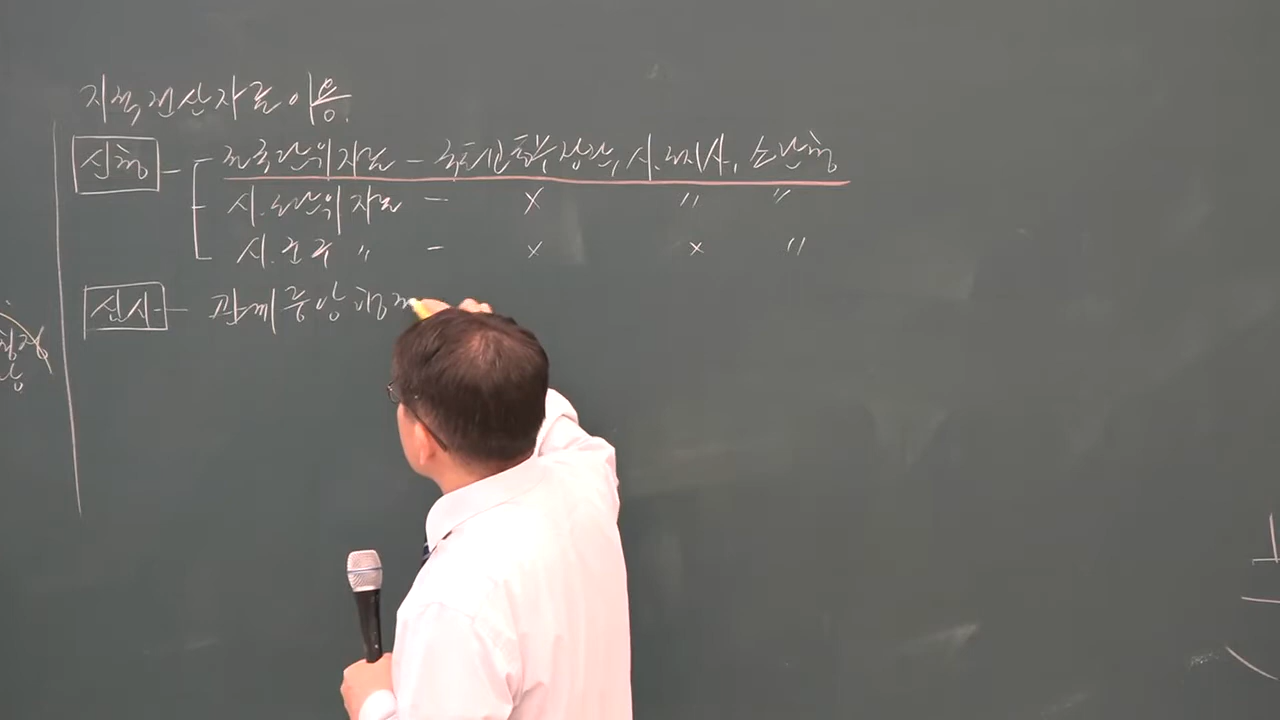 지적전산자료 이용.
신청 - 전국단위자료 - 국토교통부장관, 시.도지사, 소관청
시.도단위자료 - × 〃 〃
시.군.구 〃 - × × 〃
심사 - 관계중앙행